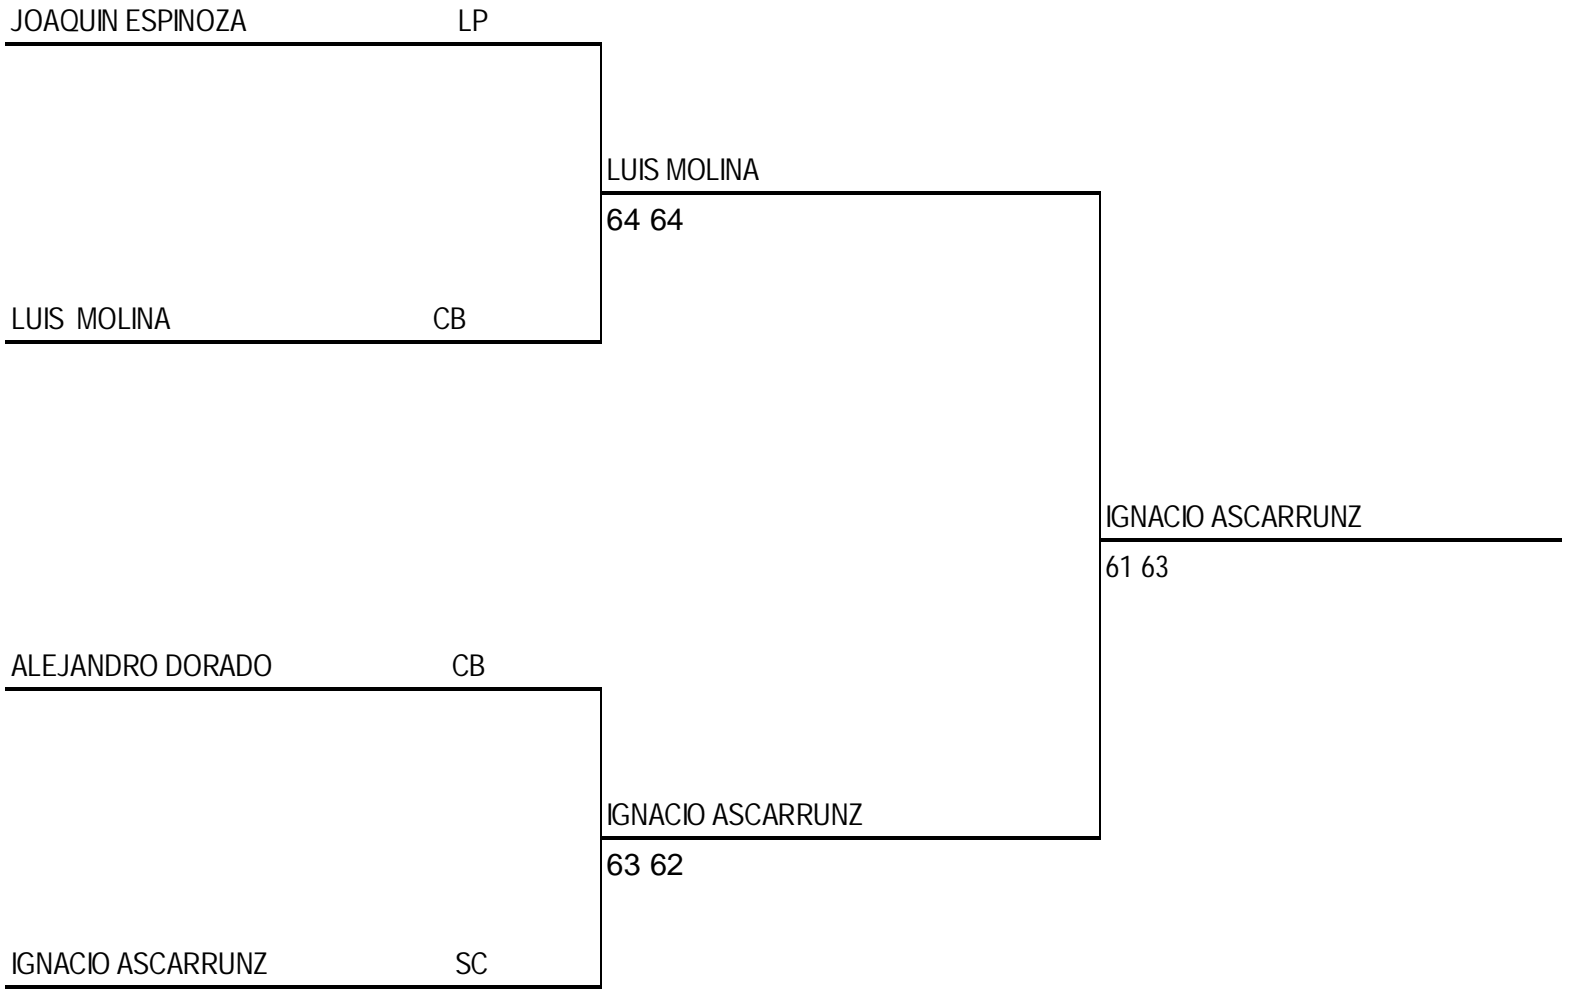 JOAQUIN ESPINOZA LP
LUIS MOLINA
64 64
LUIS MOLINA CB
IGNACIO ASCARRUNZ
61 63
ALEJANDRO DORADO CB
IGNACIO ASCARRUNZ
63 62
IGNACIO ASCARRUNZ SC